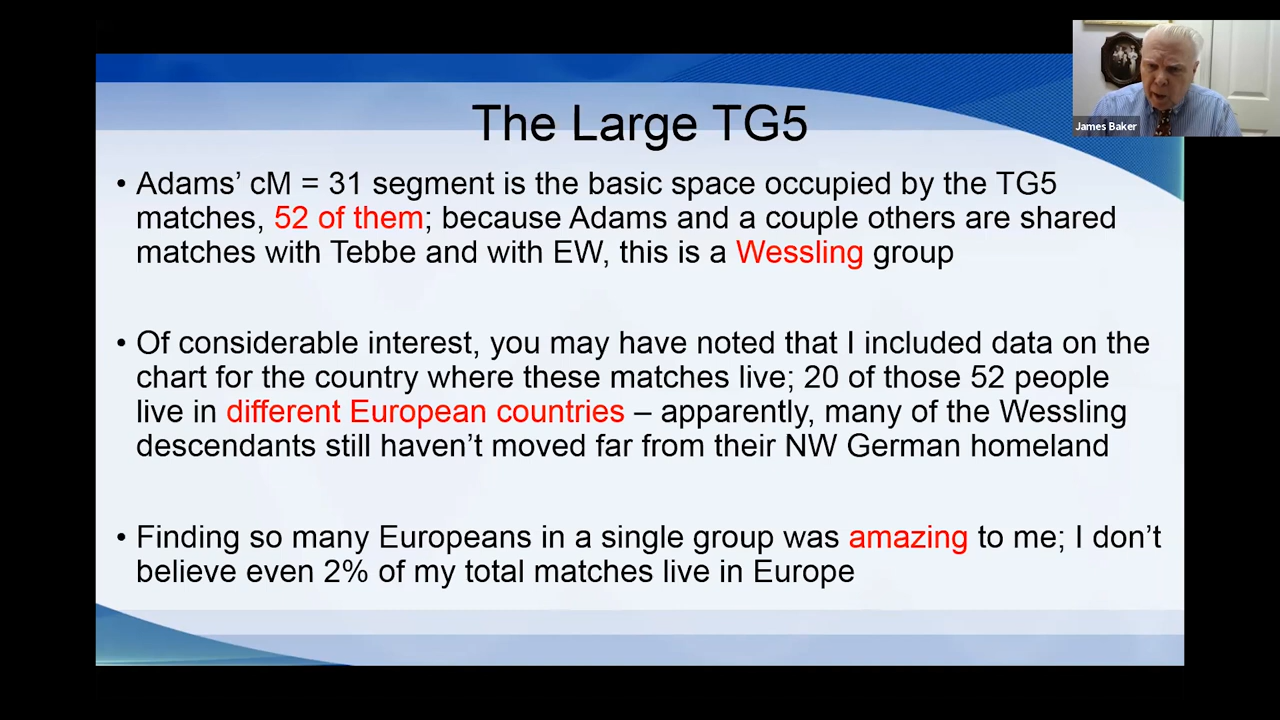 James Baker
The Large TG5
• Adams’ cM = 31 segment is the basic space occupied by the TG5
matches, 52 of them; because Adams and a couple others are shared
matches with Tebbe and with EW, this is a Wessling group
• Of considerable interest, you may have noted that I included data on the
chart for the country where these matches live; 20 of those 52 people
live in different European countries – apparently, many of the Wessling
descendants still haven’t moved far from their NW German homeland
• Finding so many Europeans in a single group was amazing to me; I don’t
believe even 2% of my total matches live in Europe